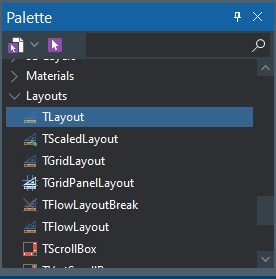 Palette
Materials
Layouts
TLayout
TScaledLayout
TGridLayout
TGridPanelLayout
TFlowLayoutBreak
TFlowLayout
TScrollBox